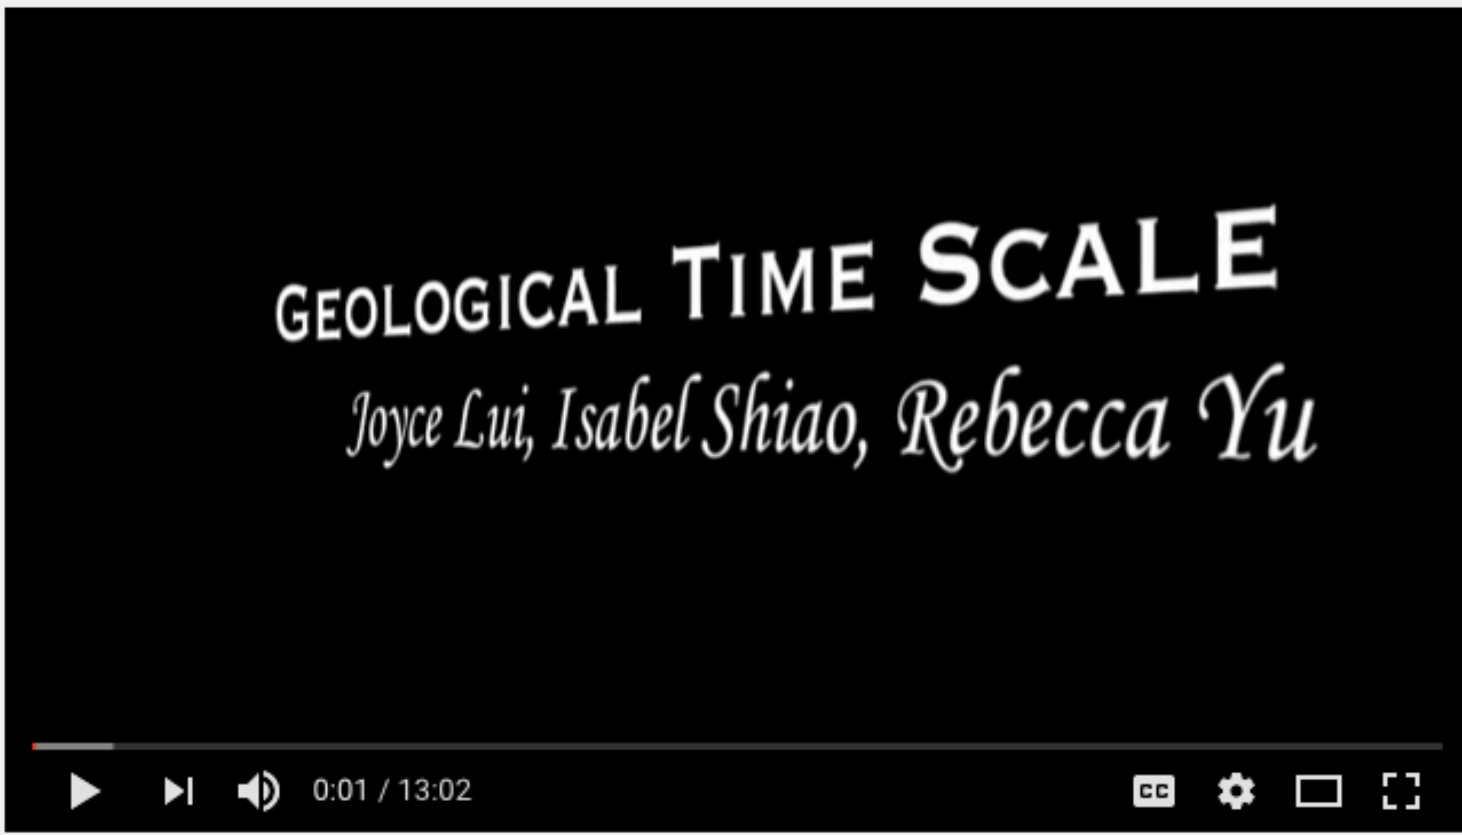 GEOLOGICAL TIME SCALE
Joyce Lui, Isabel Shiao, Rebecca Yu
0:01 / 13:02
CC